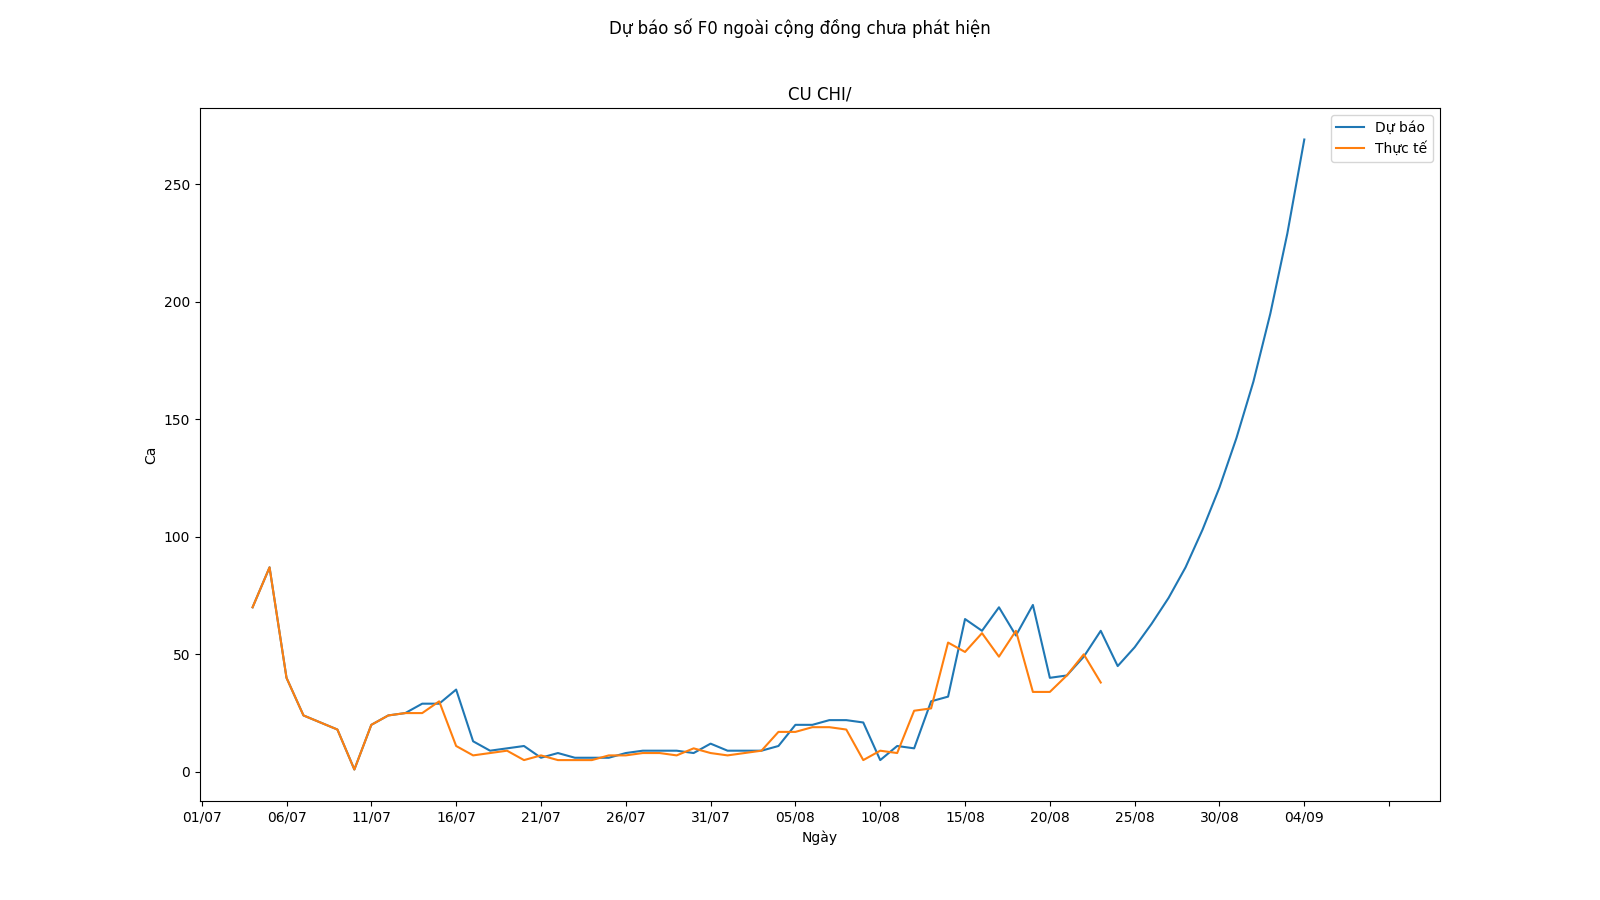 Dự báo số F0 ngoài cộng đồng chưa phát hiện
CU CHI/
Dự báo
Thực tế
250
200
150
100
50
0
Ca
01/07 06/07 11/07 16/07 21/07 26/07 31/07 05/08 10/08 15/08 20/08 25/08 30/08 04/09
Ngày